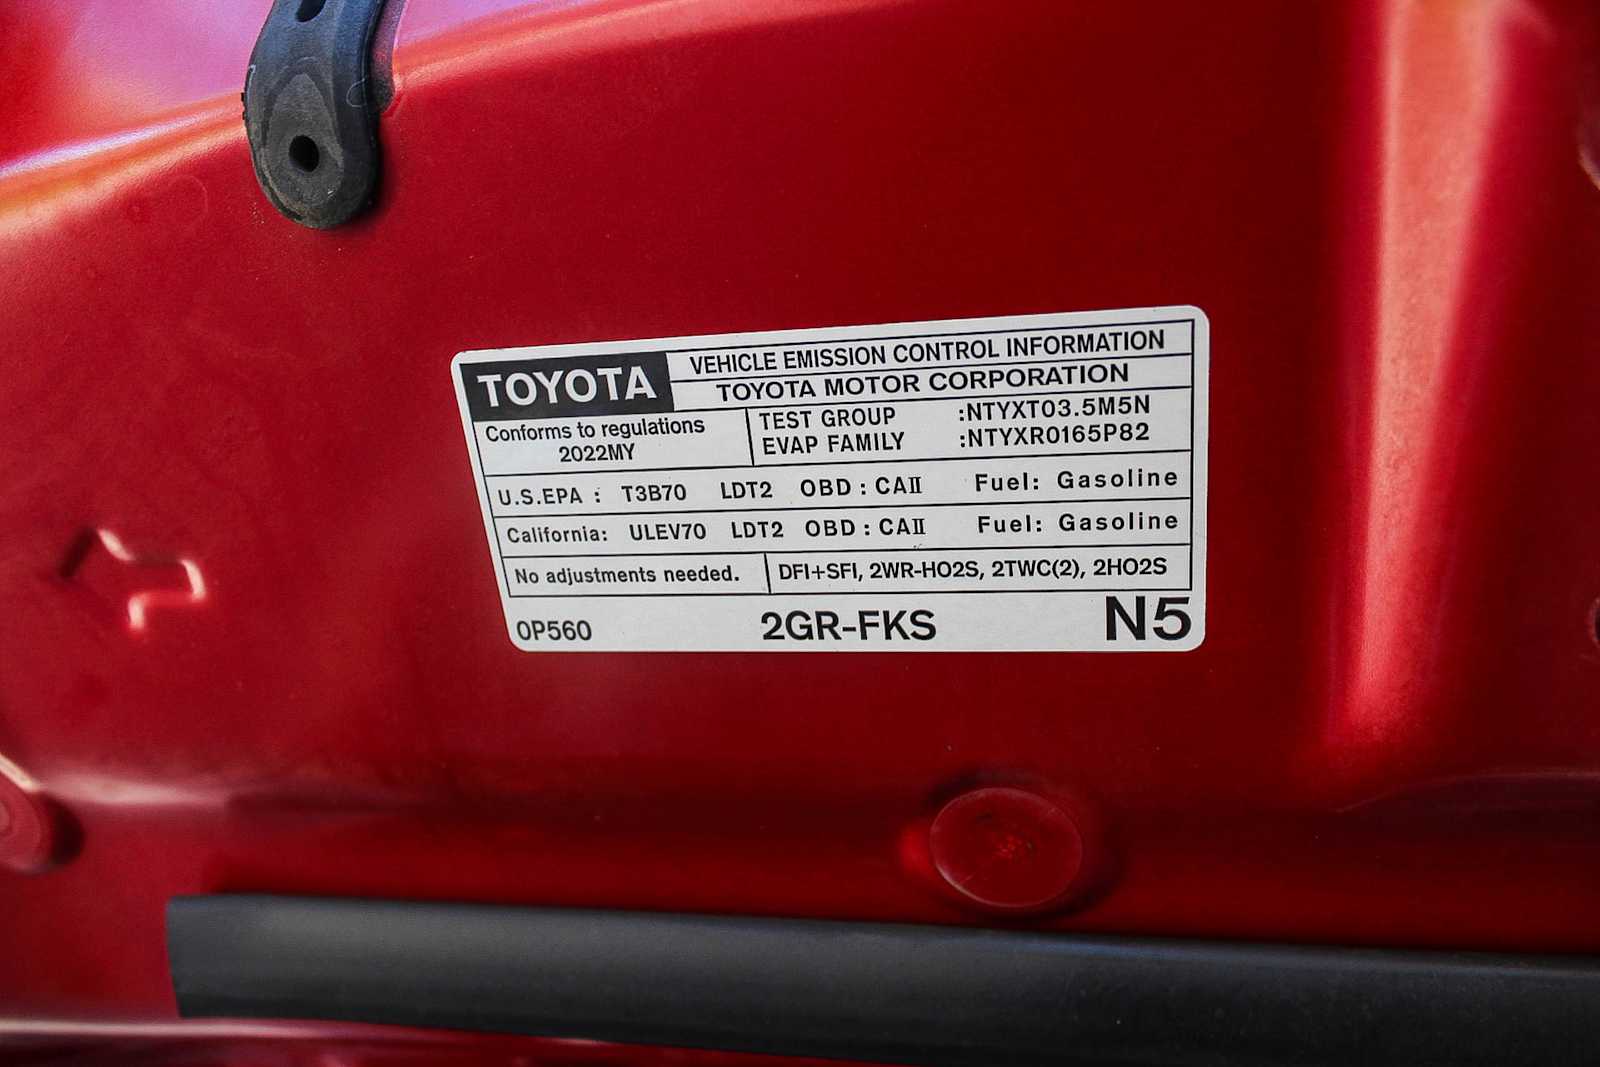 TOYOTA
VEHICLE EMISSION CONTROL INFORMATION
TOYOTA MOTOR CORPORATION
Conforms to regulations
2022MY
TEST GROUP :NTYXT03.5M5N
EVAP FAMILY :NTYXR0165P82
U.S.EPA : T3B70 LDT2 OBD : CAⅡ Fuel: Gasoline
California: ULEV70 LDT2 OBD : CAⅡ Fuel: Gasoline
No adjustments needed.
DFI+SFI, 2WR-HO2S, 2TWC(2), 2HO2S
0P560 2GR-FKS N5